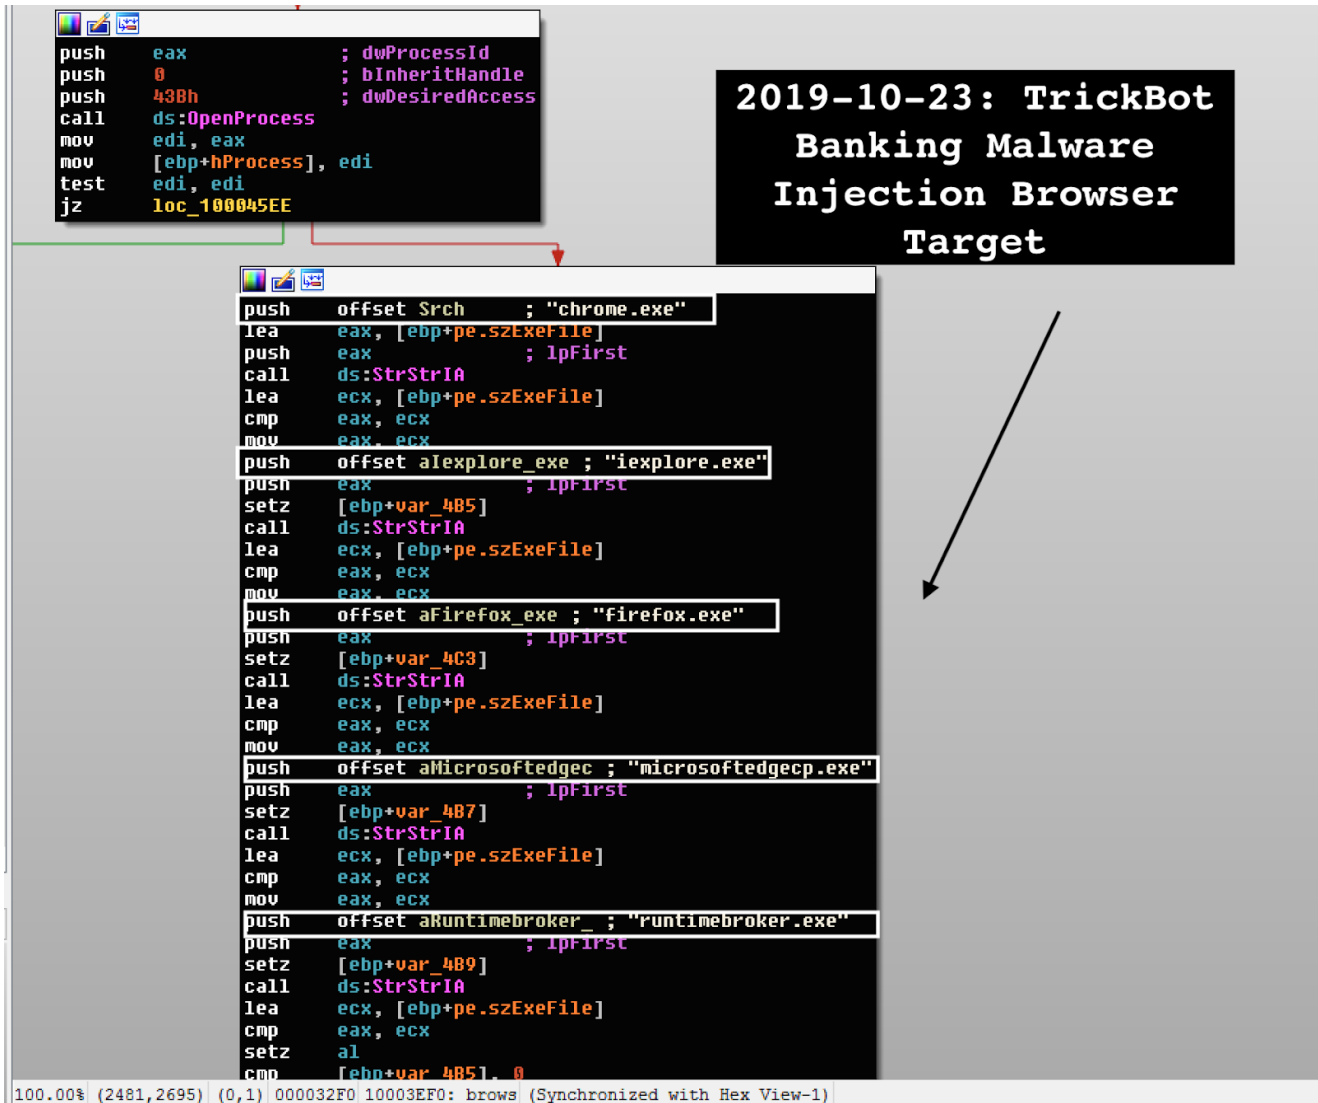 push eax ; dwProcessId
push 0 ; bInheritHandle
push 43Bh ; dwDesiredAccess
call ds:OpenProcess
mov edi, eax
mov [ebp+hProcess], edi
test edi, edi
jz loc_100045EE
2019-10-23: TrickBot
Banking Malware
Injection Browser
Target
push offset Srch ; "chrome.exe"
lea eax, [ebp+pe.szExeFile]
push eax ; lpFirst
call ds:StrStrIA
lea ecx, [ebp+pe.szExeFile]
cmp eax, ecx
mov eax, ecx
push offset aIexplore_exe ; "iexplore.exe"
push eax ; lpFirst
setz [ebp+var_4B5]
call ds:StrStrIA
lea ecx, [ebp+pe.szExeFile]
cmp eax, ecx
mov eax, ecx
push offset aFirefox_exe ; "firefox.exe"
push eax ; lpFirst
setz [ebp+var_4C3]
call ds:StrStrIA
lea ecx, [ebp+pe.szExeFile]
cmp eax, ecx
mov eax, ecx
push offset aMicrosoftedgec ; "microsoftedgecp.exe"
push eax ; lpFirst
setz [ebp+var_4B7]
call ds:StrStrIA
lea ecx, [ebp+pe.szExeFile]
cmp eax, ecx
mov eax, ecx
push offset aRuntimebroker_ ; "runtimebroker.exe"
push eax ; lpFirst
setz [ebp+var_4B9]
call ds:StrStrIA
lea ecx, [ebp+pe.szExeFile]
cmp eax, ecx
setz al
cmp [ebp+var_4B5], 0
100.00% (2481,2695) (0,1) 000032F0 10003EF0: brows (Synchronized with Hex View-1)